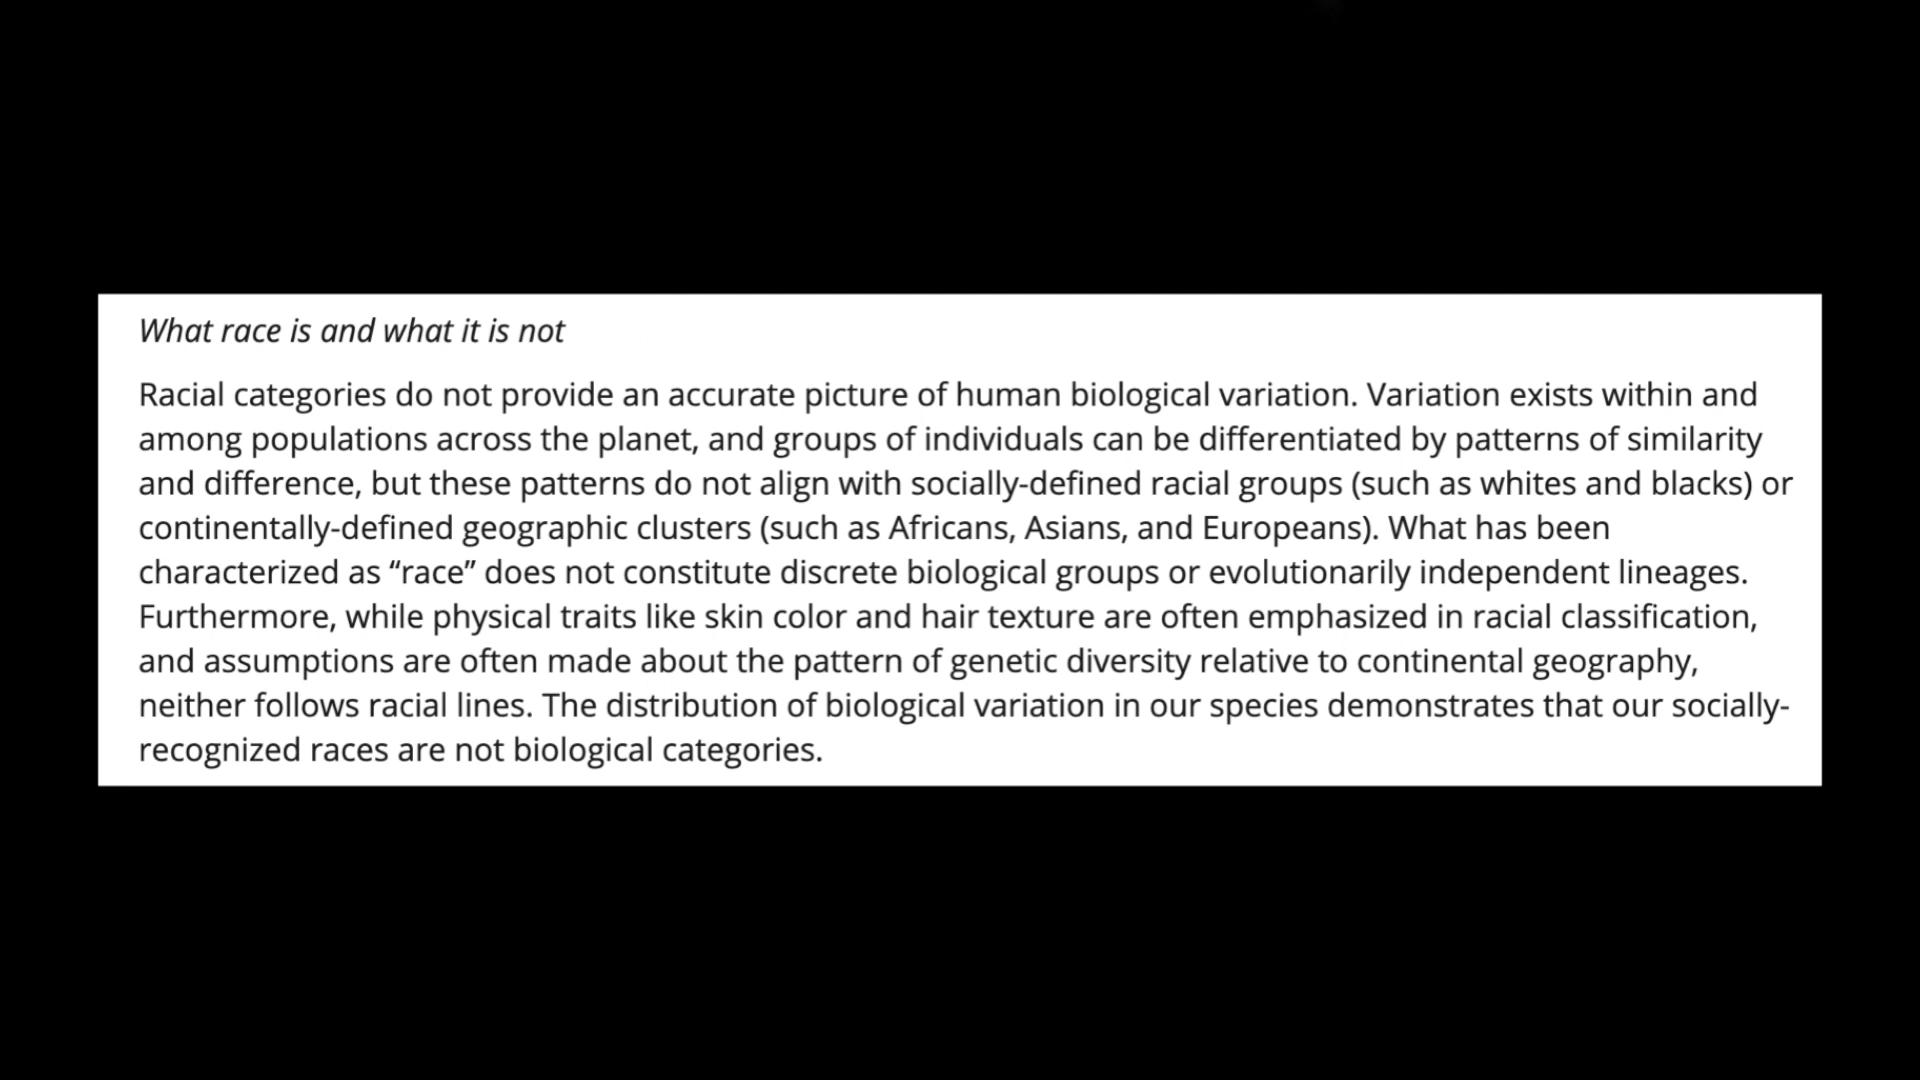 What race is and what it is not
Racial categories do not provide an accurate picture of human biological variation. Variation exists within and
among populations across the planet, and groups of individuals can be differentiated by patterns of similarity
and difference, but these patterns do not align with socially-defined racial groups (such as whites and blacks) or
continentally-defined geographic clusters (such as Africans, Asians, and Europeans). What has been
characterized as “race” does not constitute discrete biological groups or evolutionarily independent lineages.
Furthermore, while physical traits like skin color and hair texture are often emphasized in racial classification,
and assumptions are often made about the pattern of genetic diversity relative to continental geography,
neither follows racial lines. The distribution of biological variation in our species demonstrates that our socially-
recognized races are not biological categories.